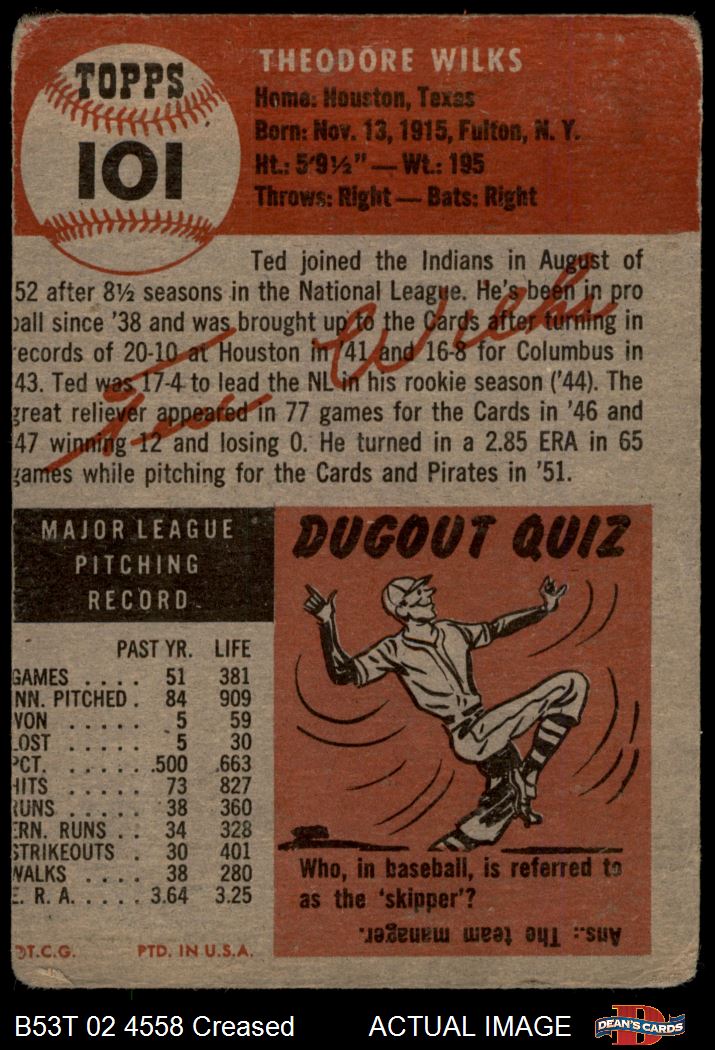 TOPPS
101
THEODORE WILKS
Home: Houston, Texas
Born: Nov. 13, 1915, Fulton, N. Y.
Ht.: 5'9½" — Wt.: 195
Throws: Right — Bats: Right
Ted joined the Indians in August of
52 after 8½ seasons in the National League. He's been in pro
ball since '38 and was brought up to the Cards after turning in
records of 20-10 at Houston in '41 and 16-8 for Columbus in
43. Ted was 17-4 to lead the NL in his rookie season ('44). The
great reliever appeared in 77 games for the Cards in '46 and
47 winning 12 and losing 0. He turned in a 2.85 ERA in 65
games while pitching for the Cards and Pirates in '51.
Ted Wilks
MAJOR LEAGUE
PITCHING
RECORD
PAST YR. LIFE
GAMES .... 51 381
NN. PITCHED . 84 909
WON ..... 5 59
LOST ..... 5 30
PCT. ..... .500 .663
HITS ..... 73 827
RUNS ..... 38 360
ERN. RUNS .. 34 328
STRIKEOUTS . 30 401
WALKS .... 38 280
E. R. A. .... 3.64 3.25
©T.C.G. PTD. IN U.S.A.
DUGOUT QUIZ
Who, in baseball, is referred to
as the 'skipper'?
Ans.: The team manager.
B53T 02 4558 Creased ACTUAL IMAGE
D
DEAN'S CARDS